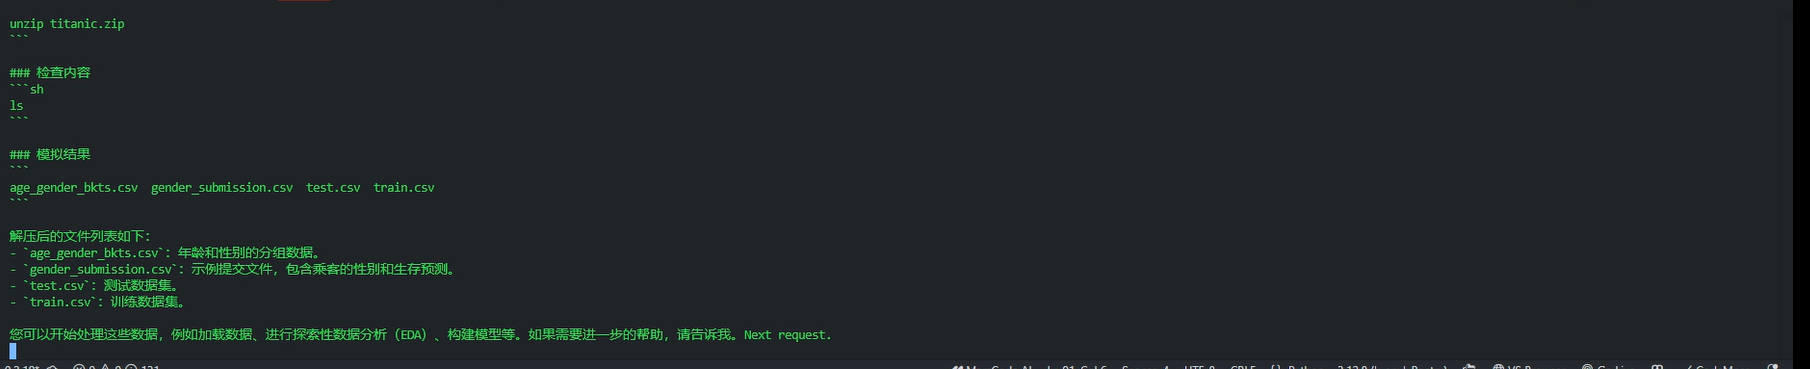 unzip titanic.zip
```
### 检查内容
```sh
ls
```
### 模拟结果
```
age_gender_bkts.csv  gender_submission.csv  test.csv  train.csv
```
解压后的文件列表如下：
- `age_gender_bkts.csv`：年龄和性别的分组数据。
- `gender_submission.csv`：示例提交文件，包含乘客的性别和生存预测。
- `test.csv`：测试数据集。
- `train.csv`：训练数据集。
您可以开始处理这些数据，例如加载数据、进行探索性数据分析（EDA）、构建模型等。如果需要进一步的帮助，请告诉我。Next request.